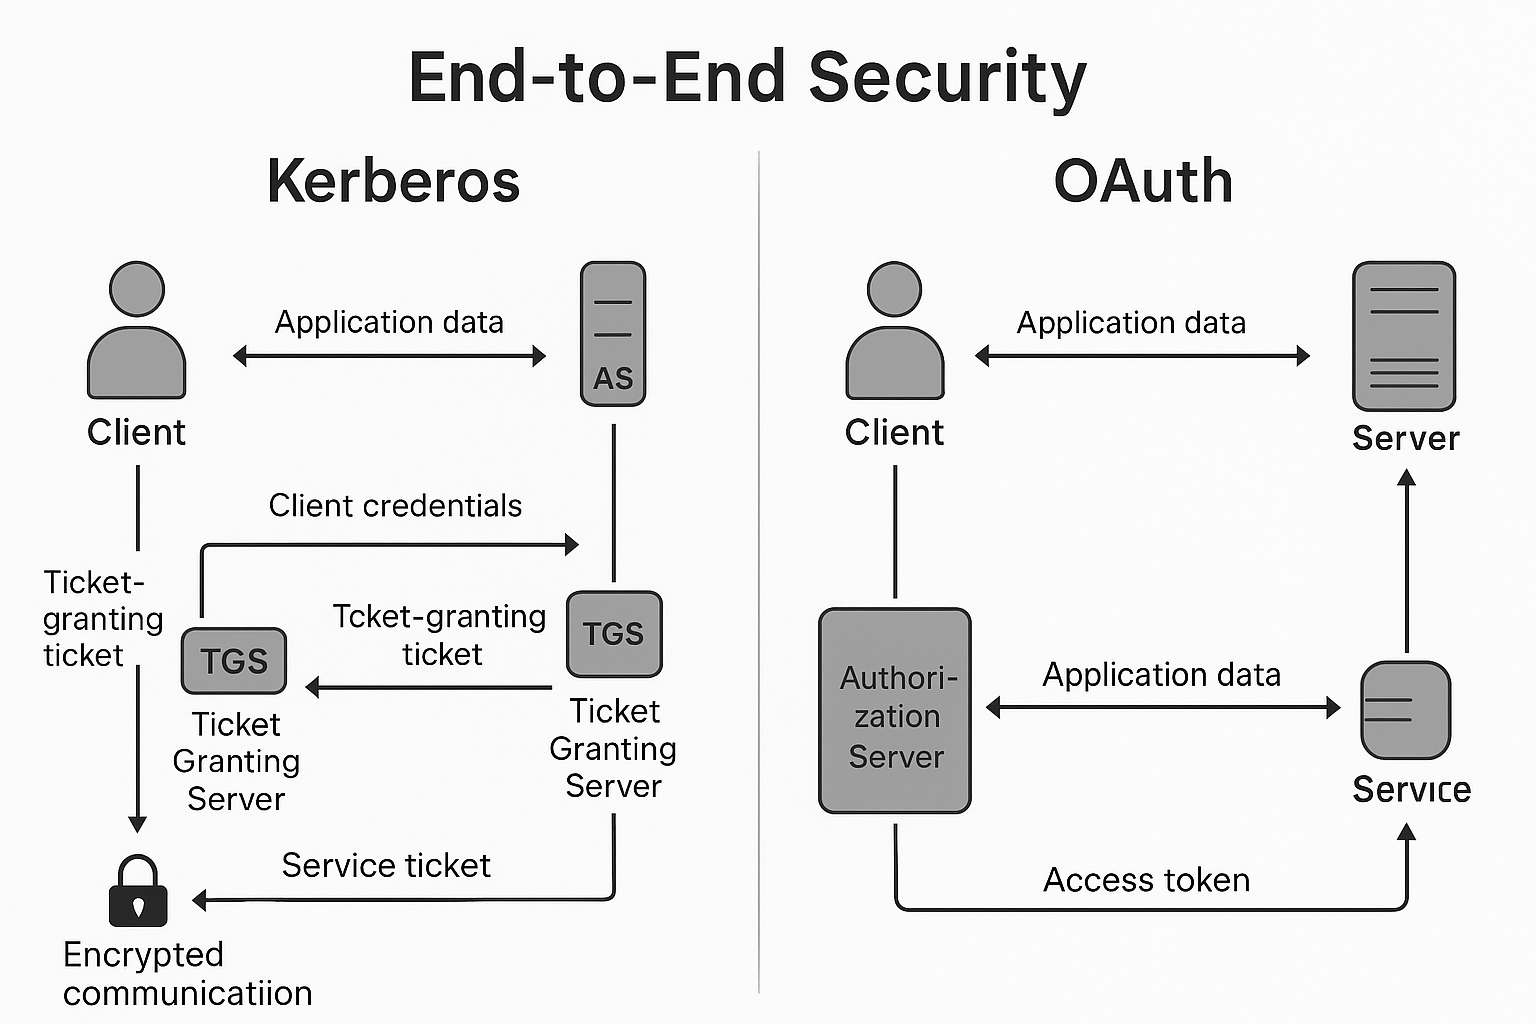 End-to-End Security
Kerberos
Application data
AS
Client
Client credentials
Ticket-
granting
ticket
TGS
Ticket
Granting
Server
Tcket-granting
ticket
TGS
Ticket
Granting
Server
Service ticket
Encrypted
communicatiion
OAuth
Application data
Client
Server
Authori-
zation
Server
Application data
Service
Access token